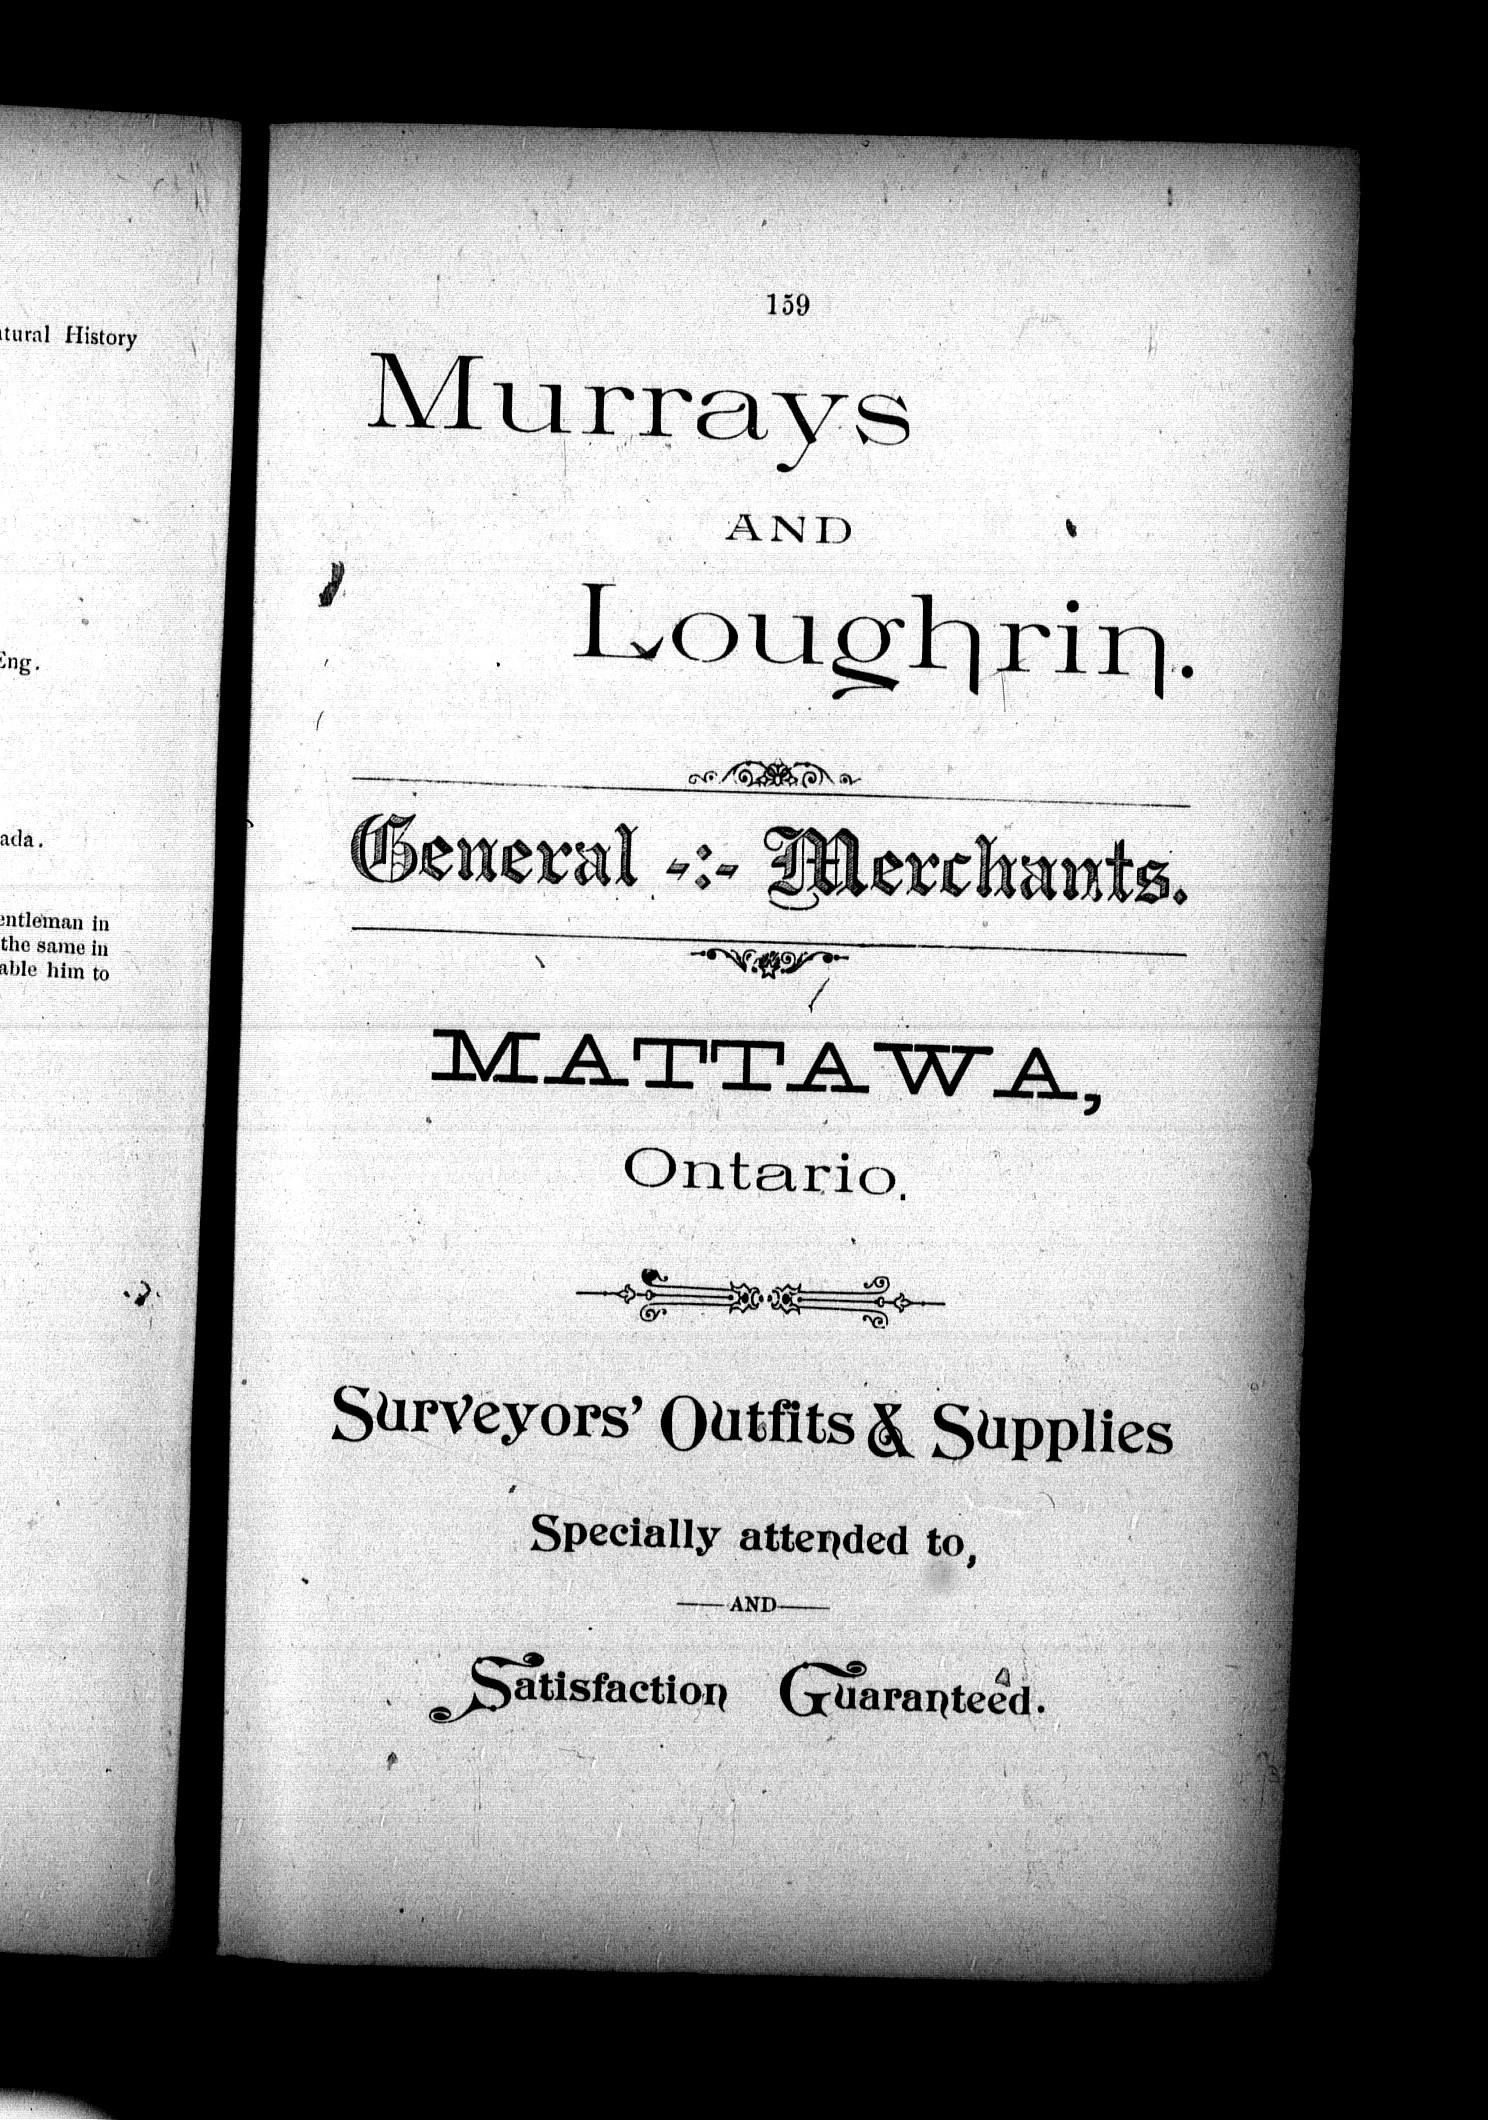 tural History
Eng.
ada.
entleman in
the same in
able him to
159
Murrays
AND
Loughrin.
General -:- Merchants.
MATTAWA,
Ontario.
Surveyors' Outfits & Supplies
Specially attended to,
—AND—
Satisfaction Guaranteed.